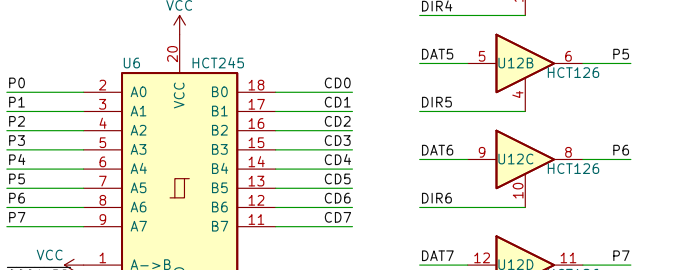 VCC
20
U6 HCT245
VCC
P0 2 A0 B0 18 CD0
P1 3 A1 B1 17 CD1
P2 4 A2 B2 16 CD2
P3 5 A3 B3 15 CD3
P4 6 A4 B4 14 CD4
P5 7 A5 B5 13 CD5
P6 8 A6 B6 12 CD6
P7 9 A7 B7 11 CD7
VCC 1 A->B
DIR4
DAT5 5 U12B 6 P5
HCT126
4
DIR5
DAT6 9 U12C 8 P6
HCT126
10
DIR6
DAT7 12 U12D 11 P7